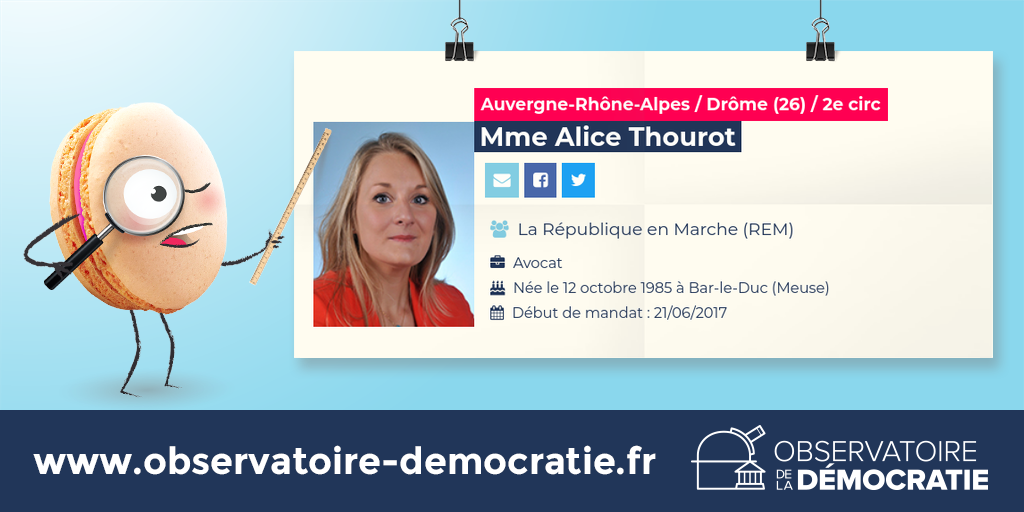 Auvergne-Rhône-Alpes / Drôme (26) / 2e circ
Mme Alice Thourot
La République en Marche (REM)
Avocat
Née le 12 octobre 1985 à Bar-le-Duc (Meuse)
Début de mandat : 21/06/2017
www.observatoire-democratie.fr
OBSERVATOIRE
DE LA DÉMOCRATIE